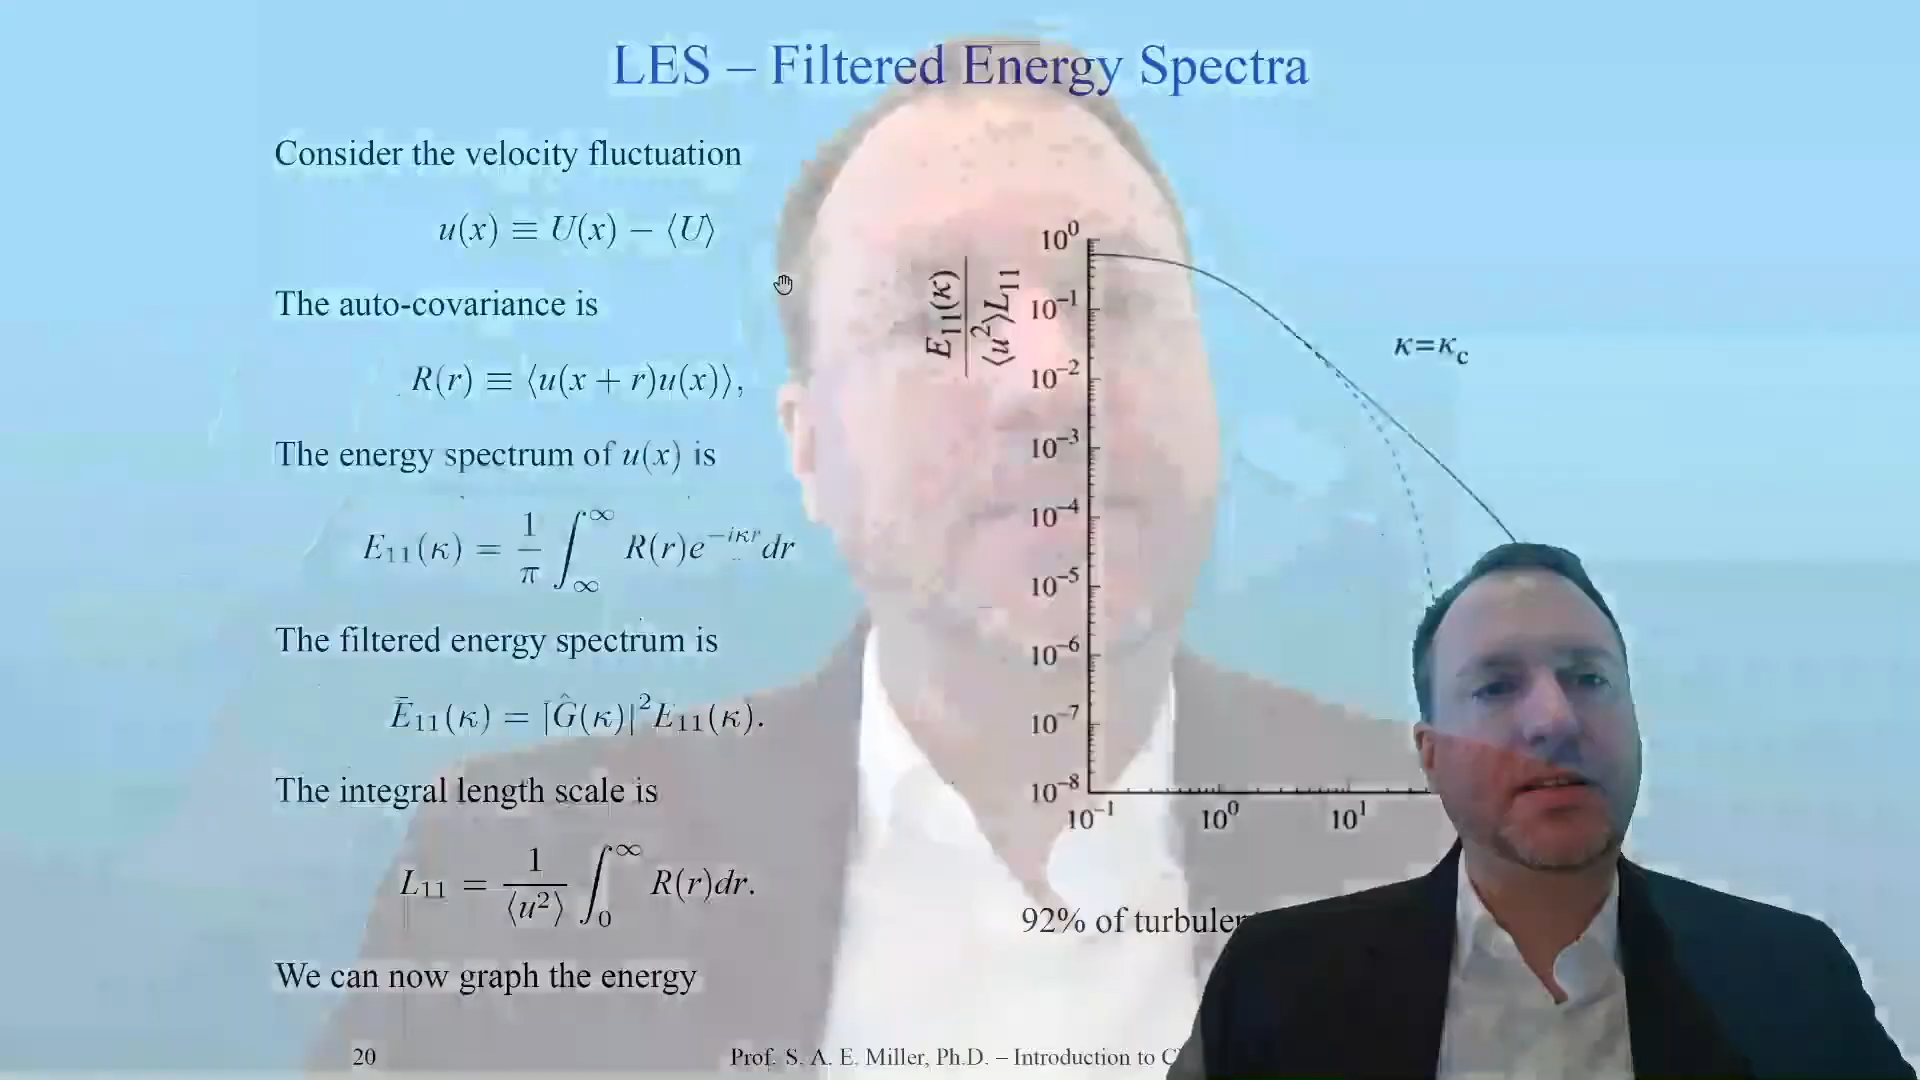 LES – Filtered Energy Spectra
Consider the velocity fluctuation
u(x) ≡ U(x) − ⟨U⟩
The auto-covariance is
R(r) ≡ ⟨u(x + r)u(x)⟩,
The energy spectrum of u(x) is
E₁₁(κ) = 1/π ∫_∞^∞ R(r)e^{−iκr}dr
The filtered energy spectrum is
Ē₁₁(κ) = |Ĝ(κ)|²E₁₁(κ).
The integral length scale is
L₁₁ = 1/⟨u²⟩ ∫₀^∞ R(r)dr.
We can now graph the energy
E₁₁(κ)
⟨u²⟩L₁₁
10⁰
10⁻¹
10⁻²
10⁻³
10⁻⁴
10⁻⁵
10⁻⁶
10⁻⁷
10⁻⁸
10⁻¹ 10⁰ 10¹
κ=κc
92% of
20
Prof. S. A. E. Miller, Ph.D. – Introduction to